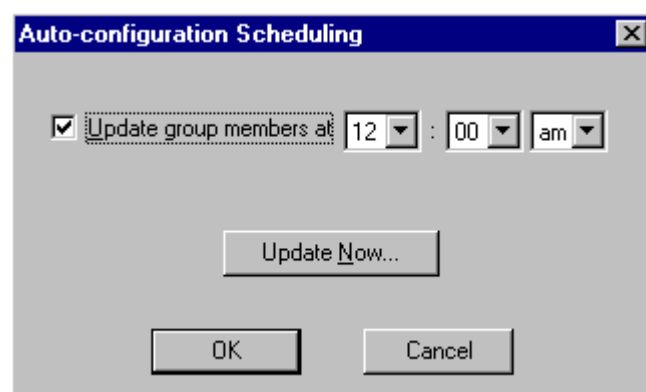 Auto-configuration Scheduling
Update group members at 12 : 00 am
Update Now...
OK Cancel